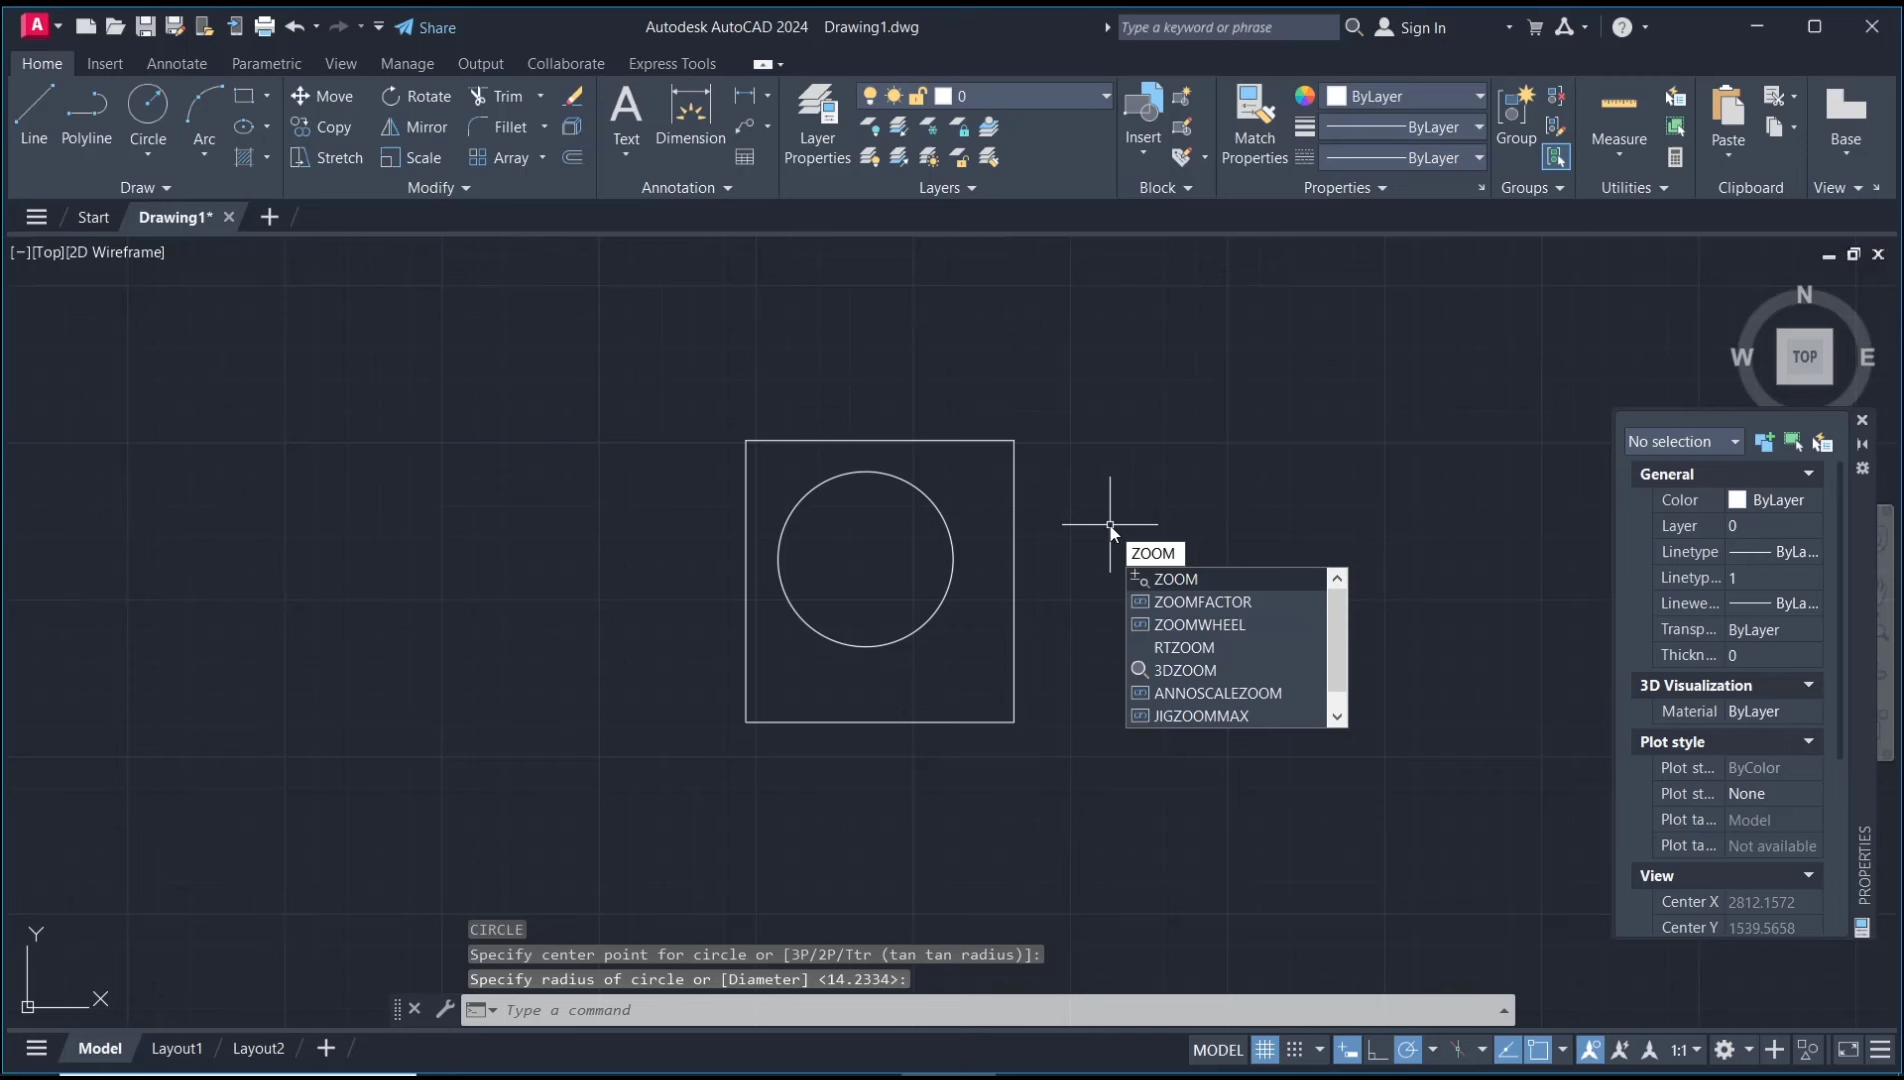 A Share Autodesk AutoCAD 2024 Drawing1.dwg Type a keyword or phrase Sign In
Home Insert Annotate Parametric View Manage Output Collaborate Express Tools
Line Polyline Circle Arc
Move Rotate Trim
Copy Mirror Fillet
Stretch Scale Array
A
Text Dimension
Layer Properties
0
Insert
Match Properties
ByLayer
ByLayer
ByLayer
Group
Measure
Paste
Base
Draw Modify Annotation Layers Block Properties Groups Utilities Clipboard View
Start Drawing1*
[−][Top][2D Wireframe]
N
W TOP E
ZOOM
ZOOM
ZOOMFACTOR
ZOOMWHEEL
RTZOOM
3DZOOM
ANNOSCALEZOOM
JIGZOOMMAX
No selection
General
Color ByLayer
Layer 0
Linetype ByLa...
Linetyp... 1
Linewe... ByLa...
Transp... ByLayer
Thickn... 0
3D Visualization
Material ByLayer
Plot style
Plot st... ByColor
Plot st... None
Plot ta... Model
Plot ta... Not available
View
Center X 2812.1572
Center Y 1539.5658
PROPERTIES
Y
X
CIRCLE
Specify center point for circle or [3P/2P/Ttr (tan tan radius)]:
Specify radius of circle or [Diameter] <14.2334>:
Type a command
Model Layout1 Layout2 MODEL 1:1